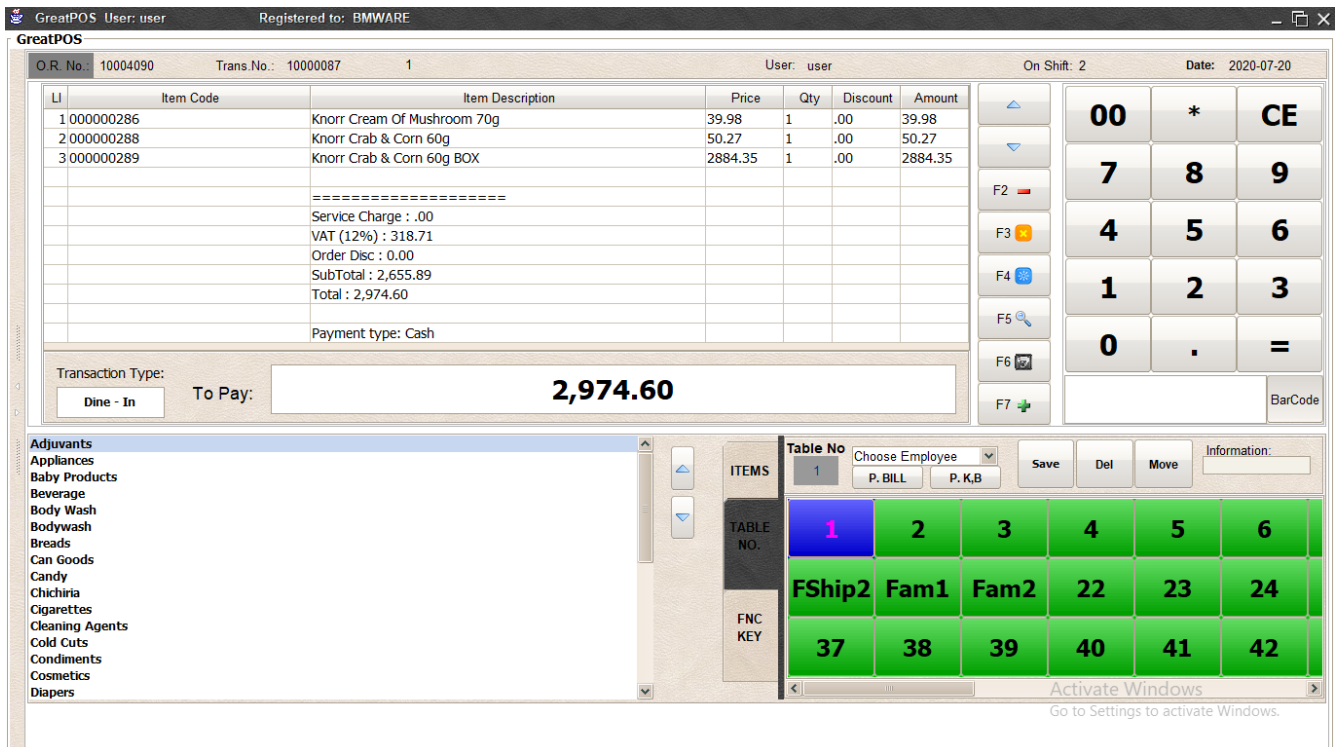 GreatPOS User: user Registered to: BMWARE
GreatPOS
O.R. No.: 10004090 Trans.No.: 10000087 1 User: user On Shift: 2 Date: 2020-07-20
LI Item Code Item Description Price Qty Discount Amount
1 000000286 Knorr Cream Of Mushroom 70g 39.98 1 .00 39.98
2 000000288 Knorr Crab & Corn 60g 50.27 1 .00 50.27
3 000000289 Knorr Crab & Corn 60g BOX 2884.35 1 .00 2884.35
====================
Service Charge : .00
VAT (12%) : 318.71
Order Disc : 0.00
SubTotal : 2,655.89
Total : 2,974.60
Payment type: Cash
Transaction Type:
Dine - In
To Pay: 2,974.60
F2
F3
F4
F5
F6
F7
00 * CE
7 8 9
4 5 6
1 2 3
0 . =
BarCode
Adjuvants
Appliances
Baby Products
Beverage
Body Wash
Bodywash
Breads
Can Goods
Candy
Chichiria
Cigarettes
Cleaning Agents
Cold Cuts
Condiments
Cosmetics
Diapers
ITEMS
TABLE
NO.
FNC
KEY
Table No Choose Employee Save Del Move Information:
1 P. BILL P. K,B
1 2 3 4 5 6
FShip2 Fam1 Fam2 22 23 24
37 38 39 40 41 42
Activate Windows
Go to Settings to activate Windows.